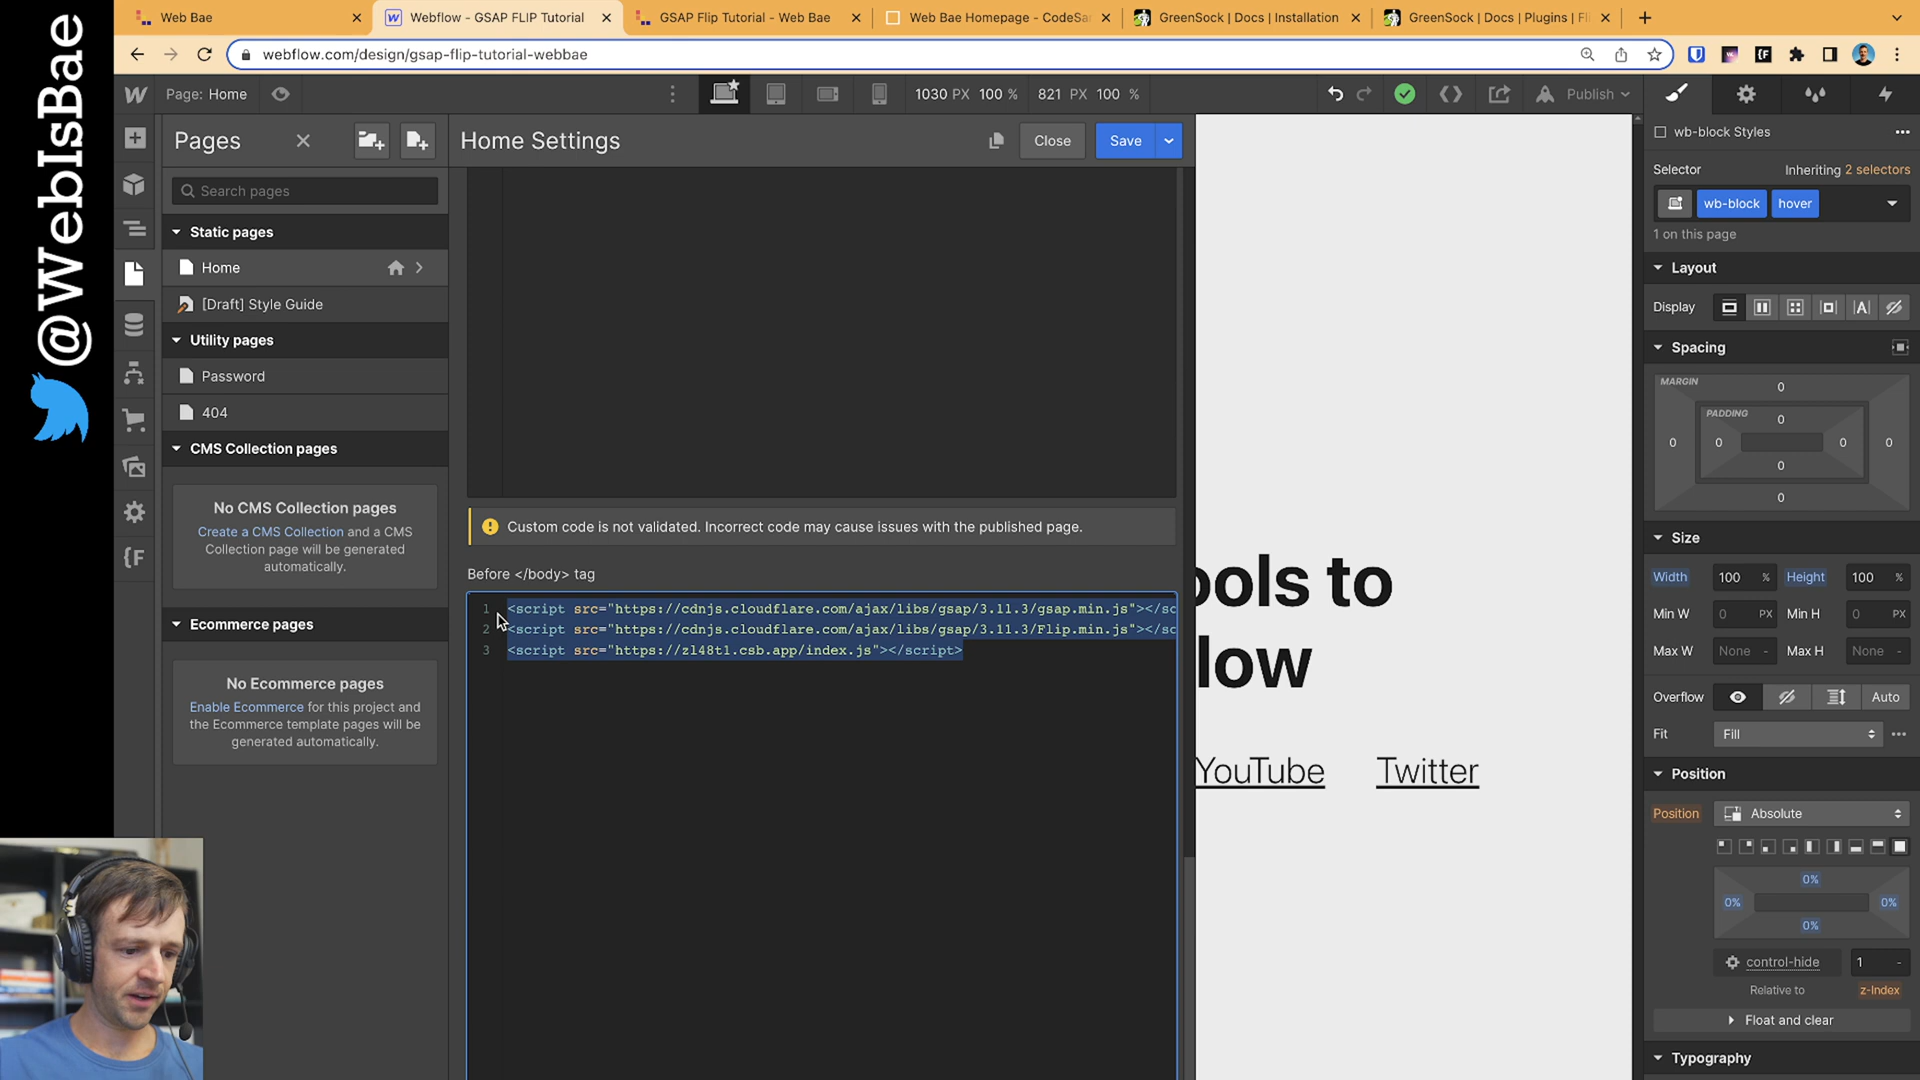 @WebIsBae
Web Bae
Webflow - GSAP FLIP Tutorial
GSAP Flip Tutorial - Web Bae
Web Bae Homepage - CodeSa
GreenSock | Docs | Installation
GreenSock | Docs | Plugins | Fl
webflow.com/design/gsap-flip-tutorial-webbae
Page: Home
1030 PX 100 % 821 PX 100 %
Publish
Pages
Home Settings
Close
Save
wb-block Styles
Search pages
Selector
Inheriting 2 selectors
wb-block
hover
1 on this page
Static pages
Home
[Draft] Style Guide
Utility pages
Password
404
CMS Collection pages
No CMS Collection pages
Create a CMS Collection and a CMS
Collection page will be generated
automatically.
Ecommerce pages
No Ecommerce pages
Enable Ecommerce for this project and
the Ecommerce template pages will be
generated automatically.
Custom code is not validated. Incorrect code may cause issues with the published page.
Before </body> tag
1 <script src="https://cdnjs.cloudflare.com/ajax/libs/gsap/3.11.3/gsap.min.js"></sc
2 <script src="https://cdnjs.cloudflare.com/ajax/libs/gsap/3.11.3/Flip.min.js"></sc
3 <script src="https://zl48t1.csb.app/index.js"></script>
ools to
low
YouTube
Twitter
Layout
Display
Spacing
MARGIN
0
PADDING
0
0 0 0 0
0
0
Size
Width 100 % Height 100 %
Min W 0 PX Min H 0 PX
Max W None - Max H None -
Overflow Auto
Fit Fill
Position
Position Absolute
0%
0% 0%
0%
control-hide 1 -
Relative to z-Index
Float and clear
Typography